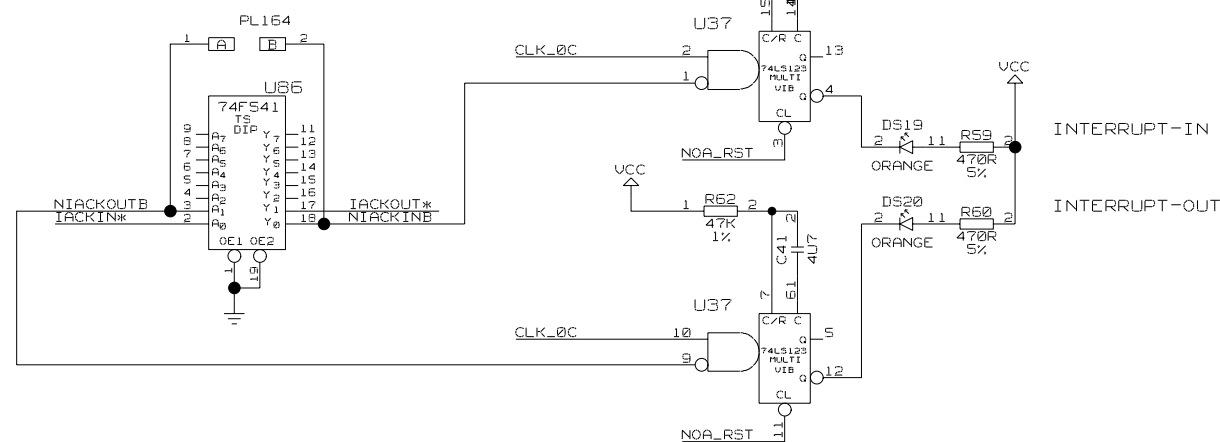 PL164
1 A B 2
U86
74F541
TS
DIP
9 A7 Y7 11
8 A6 Y6 12
7 A5 Y5 13
6 A4 Y4 14
5 A3 Y3 15
4 A2 Y2 16
NIACKOUTB 3 A1 Y1 17 IACKOUT*
IACKIN* 2 A0 Y0 18 NIACKINB
OE1 OE2
1 19
U37
15 14
C/R C
CLK_0C 2
1
Q 13
74LS123
MULTI
VIB
Q 4
CL
3
NOA_RST
VCC
DS19
2 11
ORANGE
R59
2
470R
5%
INTERRUPT-IN
VCC
R62
1 2
47K
1%
2
C41
4U7
7 61
DS20
2 11
ORANGE
R60
2
470R
5%
INTERRUPT-OUT
U37
C/R C
CLK_0C 10
9
Q 5
74LS123
MULTI
VIB
Q 12
CL
11
NOA_RST